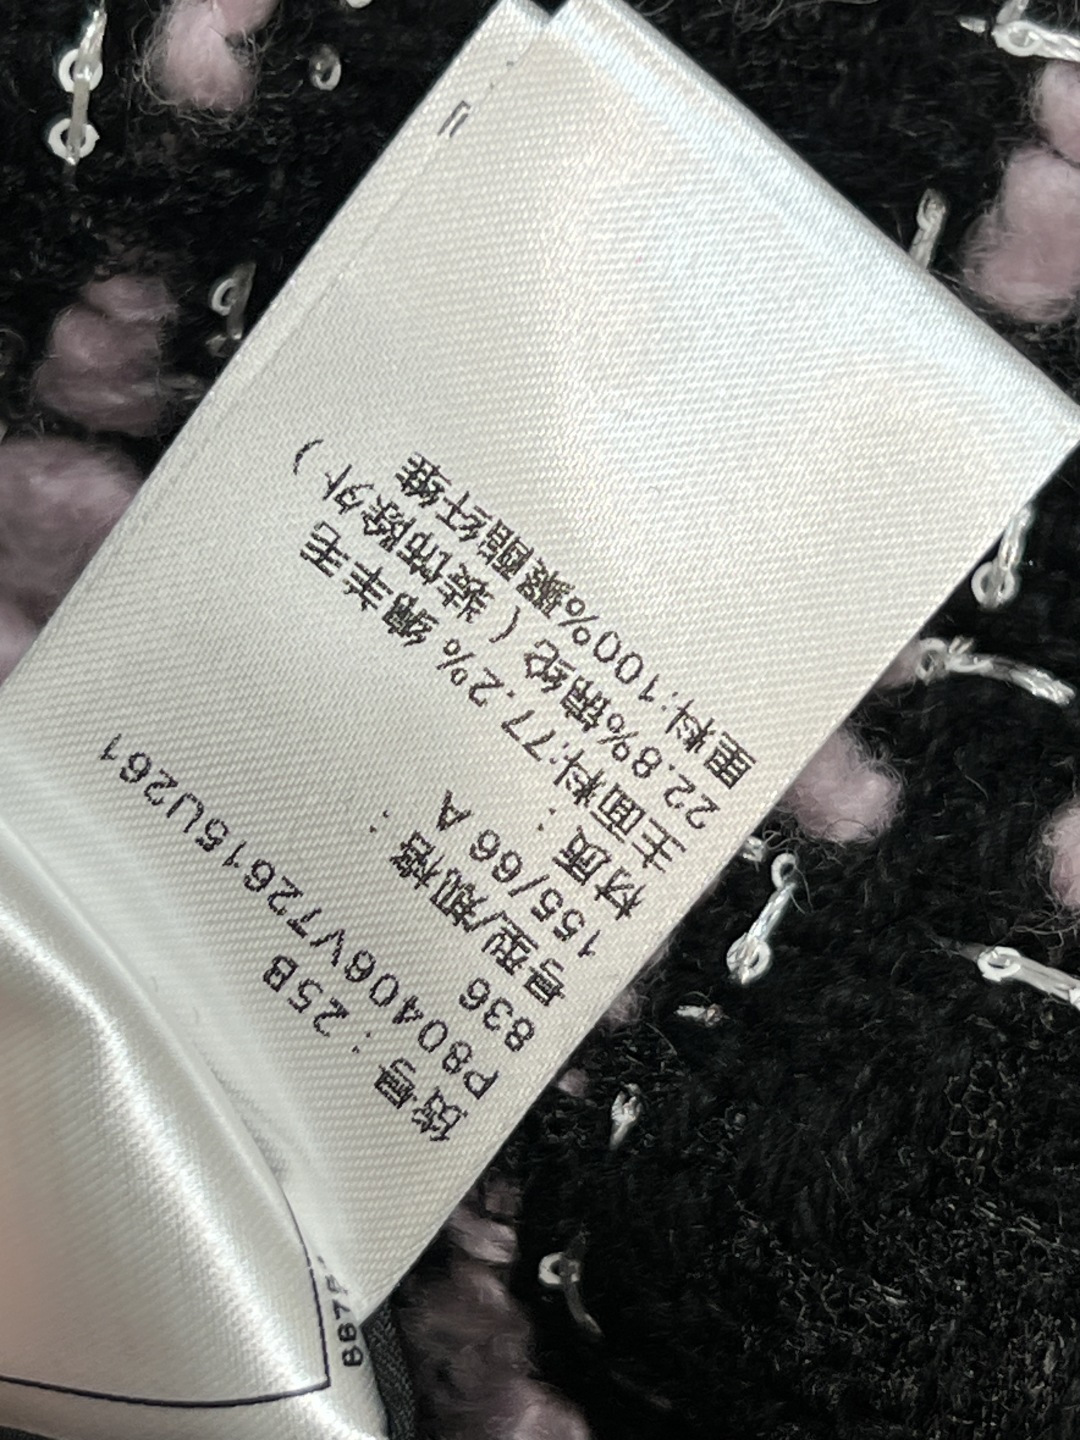 货号：25B
P80406V72615U261
836
号型/规格：
155/66 A
材质：
主面料:77.2% 绵羊毛
22.8%锦纶（装饰除外）
里料:100%聚酯纤维